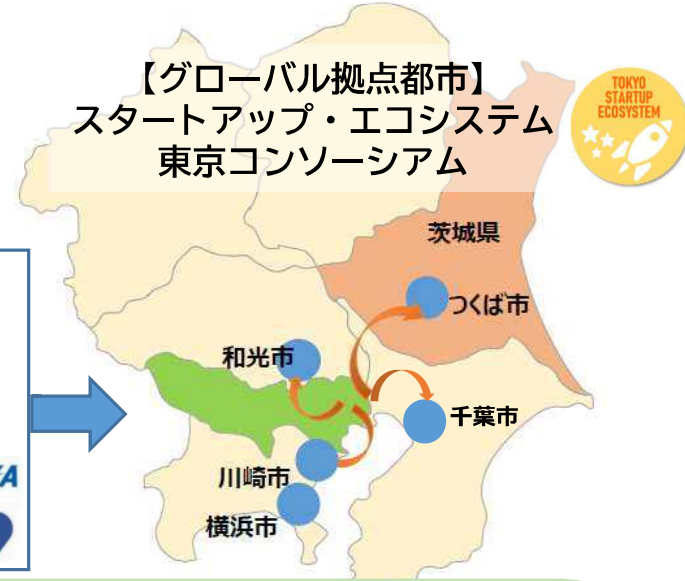 【グローバル拠点都市】
スタートアップ・エコシステム
東京コンソーシアム
TOKYO
STARTUP
ECOSYSTEM
茨城県
つくば市
和光市
千葉市
川崎市
横浜市